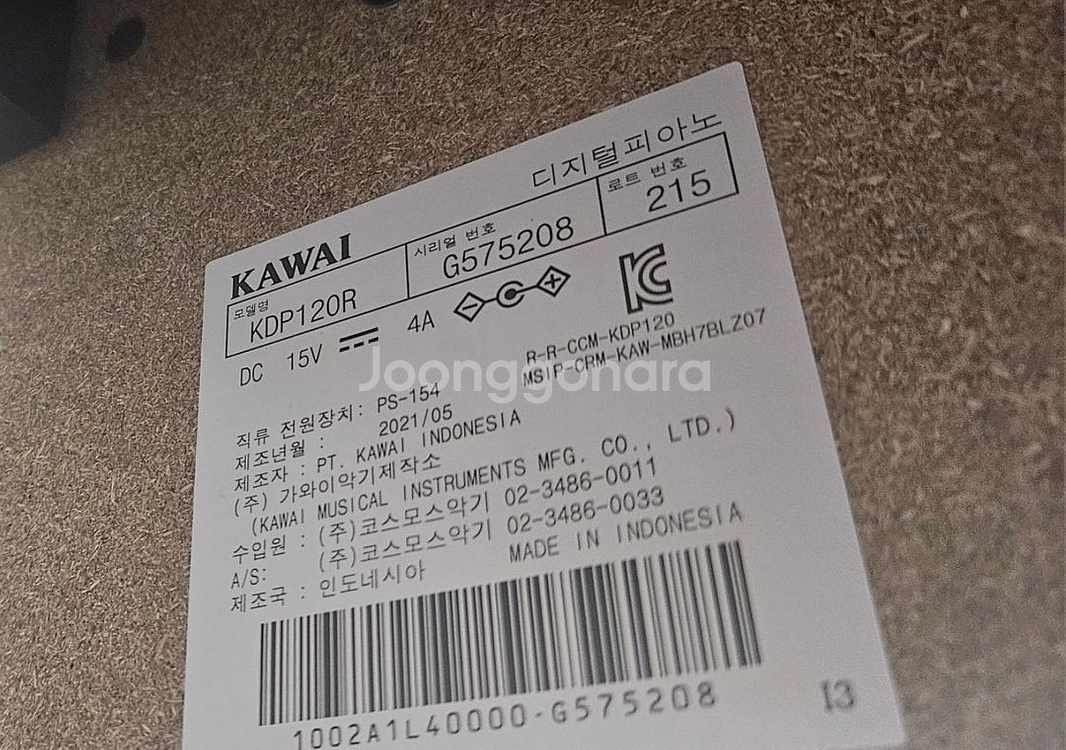 디지털피아노
KAWAI
모델명 KDP120R
시리얼 번호 G575208
로트 번호 215
DC 15V 4A
R-R-CCM-KDP120
MSIP-CRM-KAW-MBH7BLZ07
Joonggonara
직류 전원장치: PS-154
제조년월 : 2021/05
제조자 : PT. KAWAI INDONESIA
(주) 가와이악기제작소
(KAWAI MUSICAL INSTRUMENTS MFG. CO., LTD.)
수입원 : (주)코스모스악기 02-3486-0011
A/S: (주)코스모스악기 02-3486-0033
제조국 : 인도네시아 MADE IN INDONESIA
1002A1L40000-G575208
I3